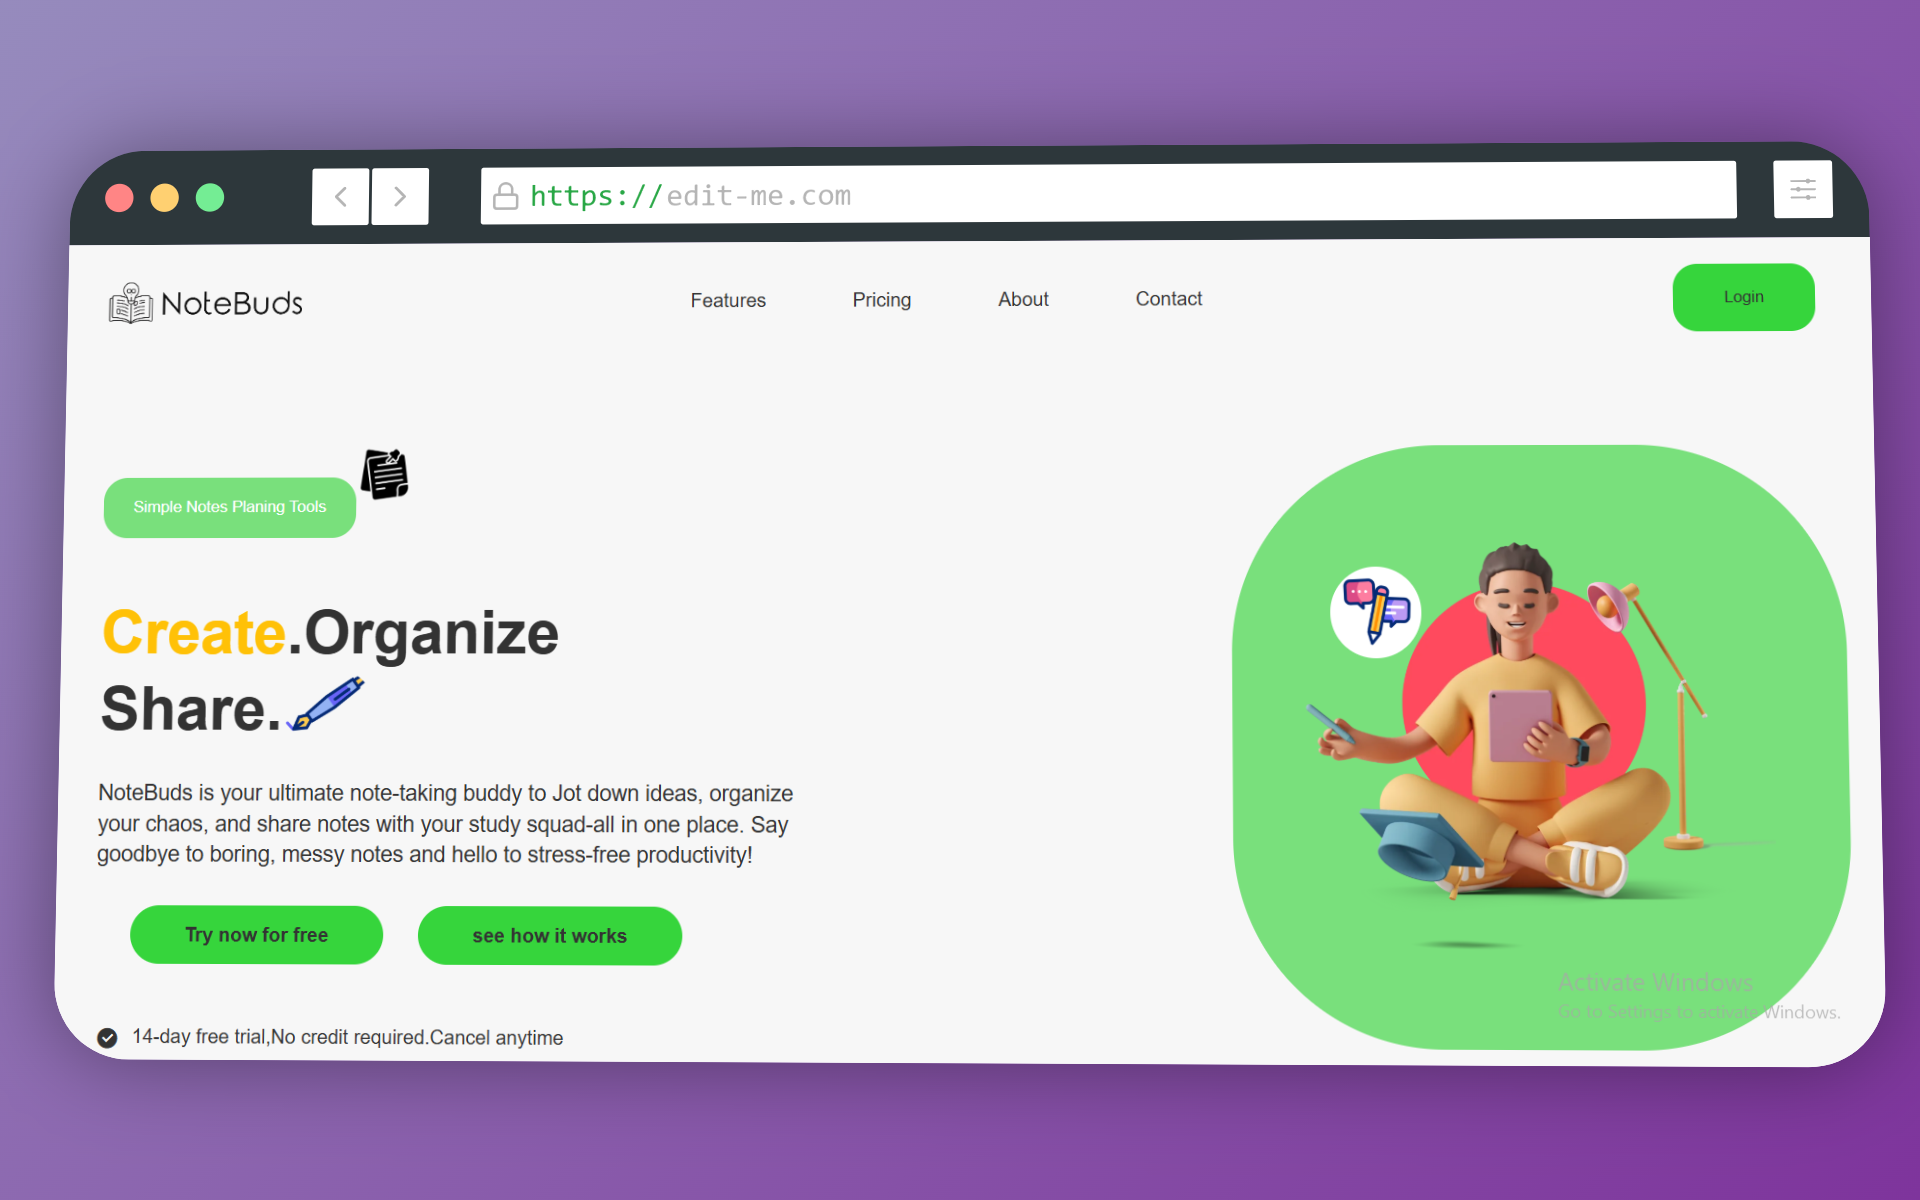 https://edit-me.com
NoteBuds
Features
Pricing
About
Contact
Login
Simple Notes Planing Tools
Create.Organize
Share.
NoteBuds is your ultimate note-taking buddy to Jot down ideas, organize
your chaos, and share notes with your study squad-all in one place. Say
goodbye to boring, messy notes and hello to stress-free productivity!
Try now for free
see how it works
14-day free trial,No credit required.Cancel anytime
Activate Windows
Go to Settings to activate Windows.